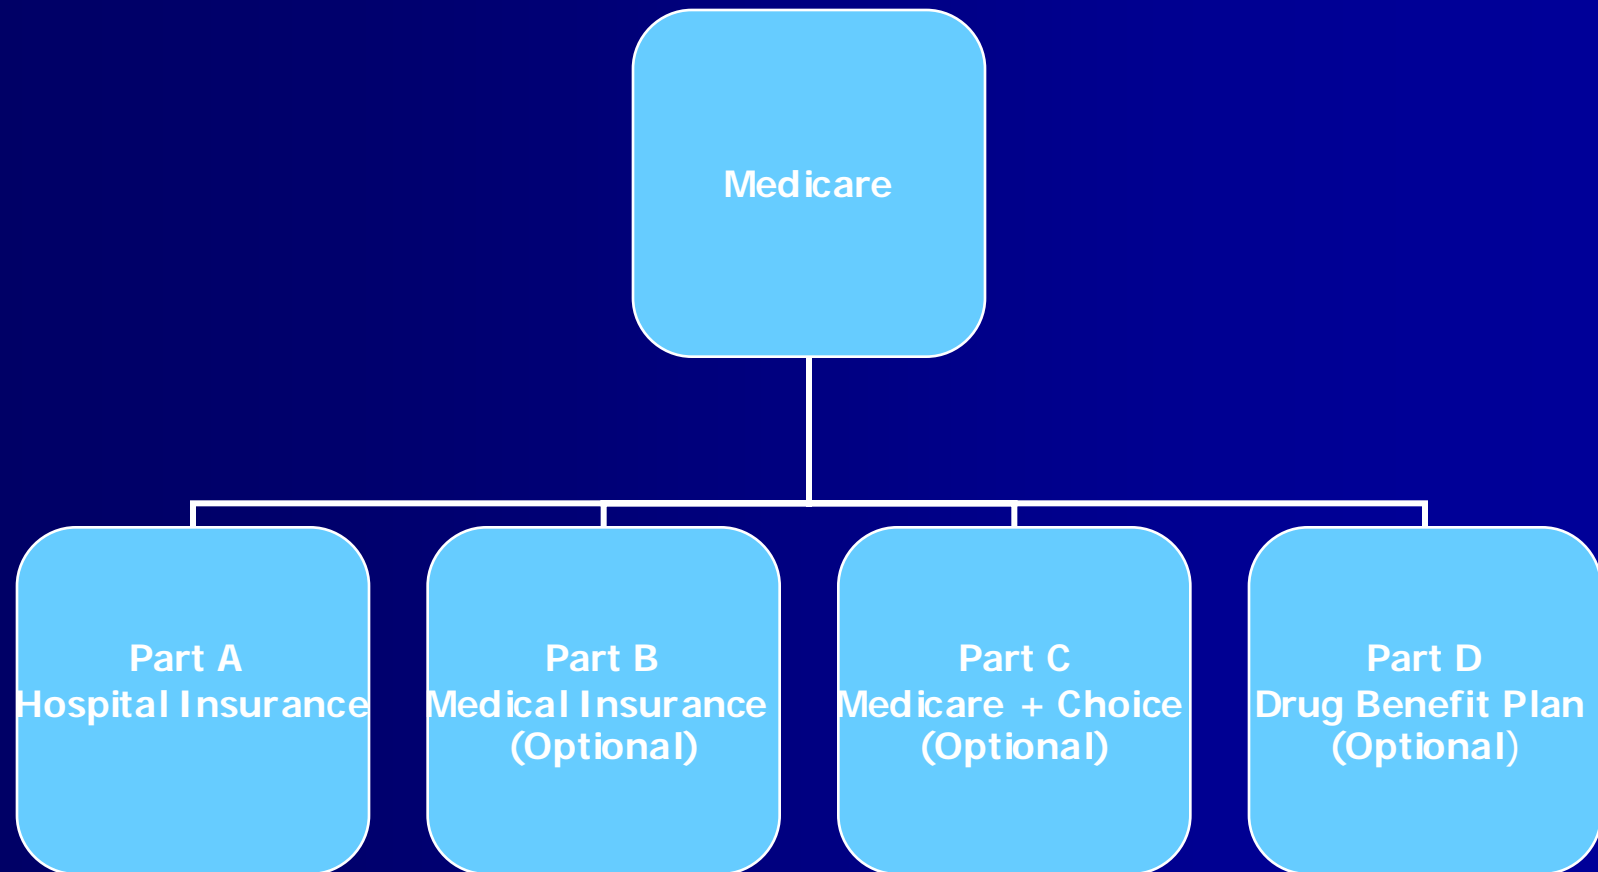 Medicare
Part A
Hospital Insurance
Part B
Medical Insurance
(Optional)
Part C
Medicare + Choice
(Optional)
Part D
Drug Benefit Plan
(Optional)